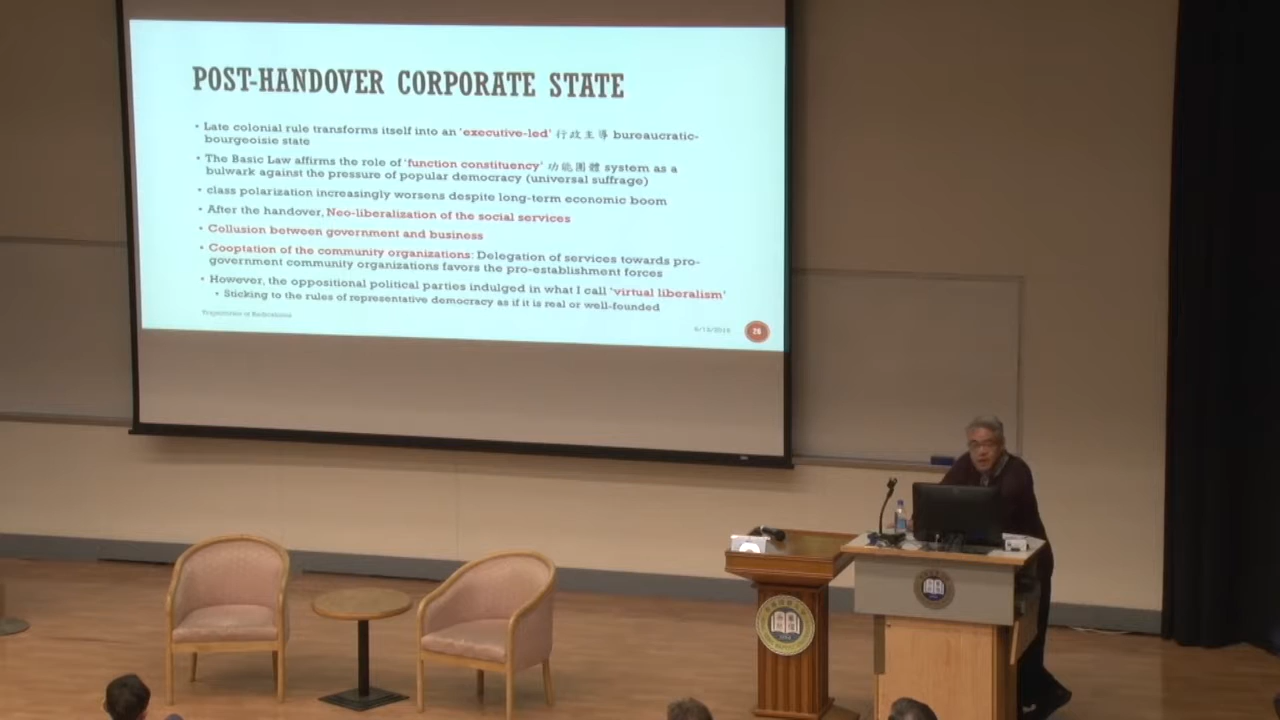 POST-HANDOVER CORPORATE STATE
• Late colonial rule transforms itself into an 'executive-led' 行政主導 bureaucratic-
bourgeoisie state
• The Basic Law affirms the role of 'function constituency' 功能團體 system as a
bulwark against the pressure of popular democracy (universal suffrage)
• class polarization increasingly worsens despite long-term economic boom
• After the handover, Neo-liberalization of the social services
• Collusion between government and business
• Cooptation of the community organizations: Delegation of services towards pro-
government community organizations favors the pro-establishment forces
• However, the oppositional political parties indulged in what I call 'virtual liberalism'
• Sticking to the rules of representative democracy as if it is real or well-founded
26